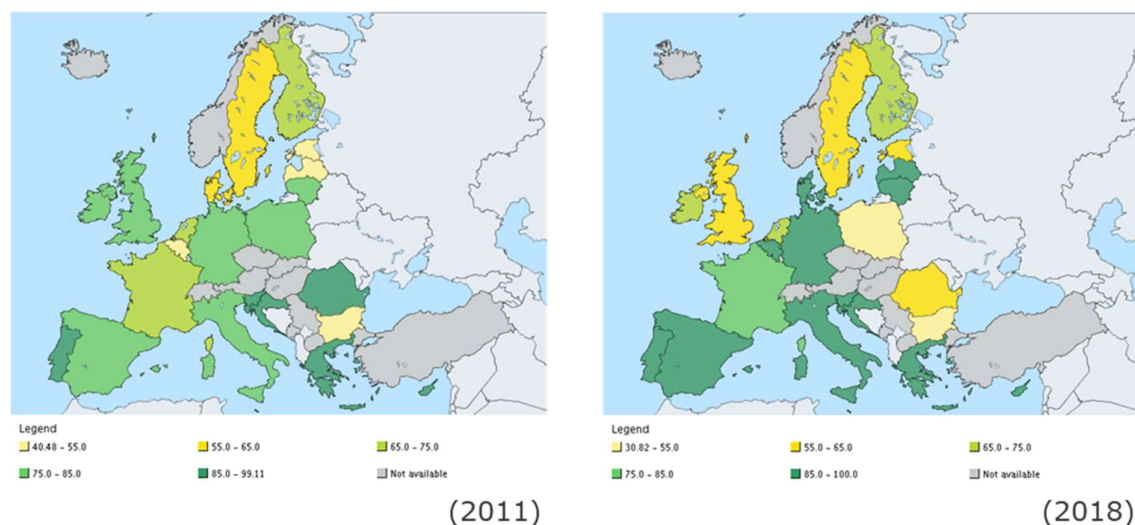 Legend
40.48 - 55.0 55.0 - 65.0 65.0 - 75.0
75.0 - 85.0 85.0 - 99.11 Not available
(2011)
Legend
30.82 - 55.0 55.0 - 65.0 65.0 - 75.0
75.0 - 85.0 85.0 - 100.0 Not available
(2018)